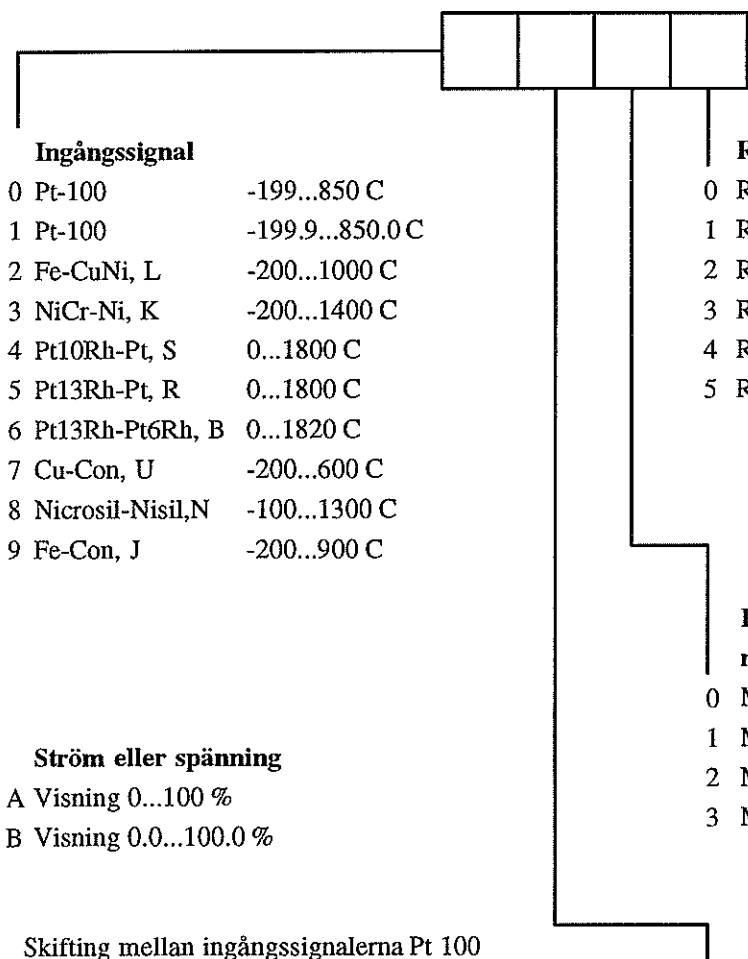 Ingångssignal
0 Pt-100 -199...850 C
1 Pt-100 -199.9...850.0 C
2 Fe-CuNi, L -200...1000 C
3 NiCr-Ni, K -200...1400 C
4 Pt10Rh-Pt, S 0...1800 C
5 Pt13Rh-Pt, R 0...1800 C
6 Pt13Rh-Pt6Rh, B 0...1820 C
7 Cu-Con, U -200...600 C
8 Nicrosil-Nisil,N -100...1300 C
9 Fe-Con, J -200...900 C
Ström eller spänning
A Visning 0...100 %
B Visning 0.0...100.0 %
Skifting mellan ingångssignalerna Pt 100
0
1
2
3
4
5
0
1
2
3